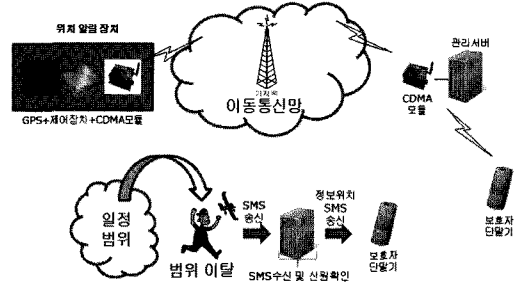 위치 알림 장치
GPS+제어장치+CDMA모듈
기지국
이동통신망
관리서버
CDMA
모듈
보호자
단말기
일정
범위
범위 이탈
SMS
송신
SMS수신 및 신원확인
정보위치
SMS
송신
보호자
단말기